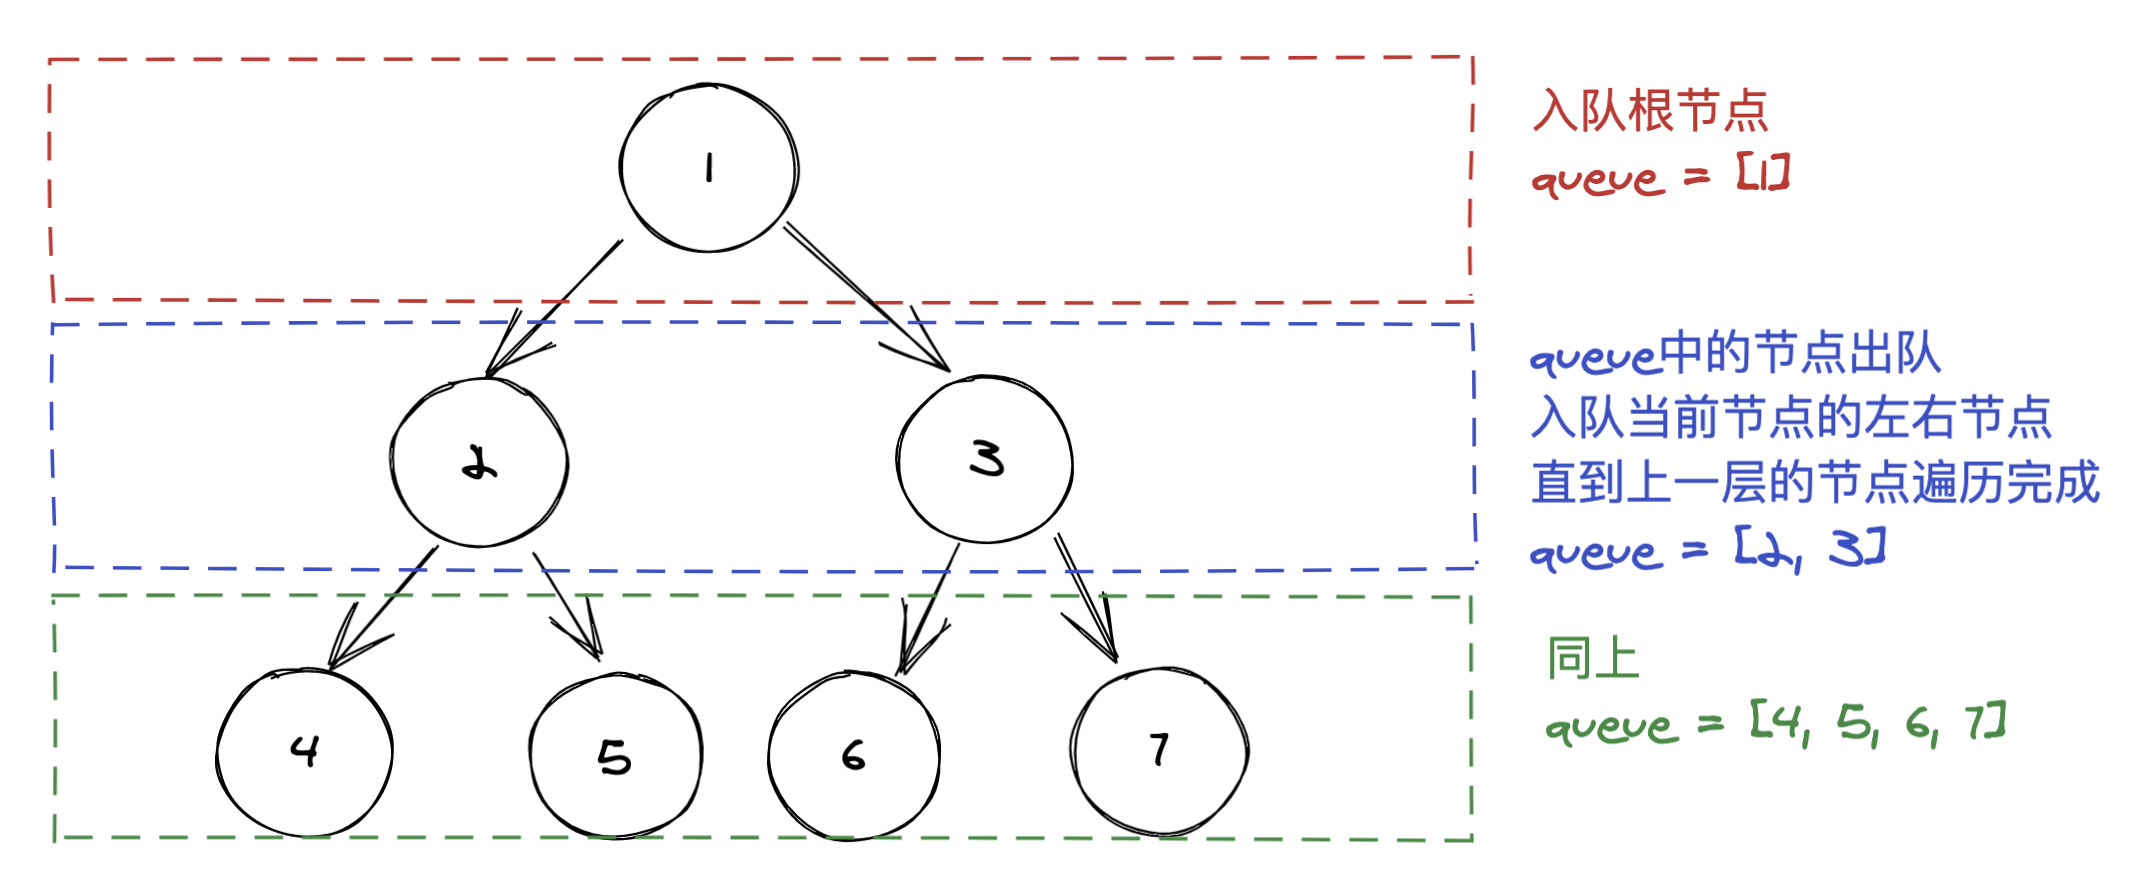 1
入队根节点
queue = [1]
2
3
queue中的节点出队
入队当前节点的左右节点
直到上一层的节点遍历完成
queue = [2, 3]
4
5
6
7
同上
queue = [4, 5, 6, 7]